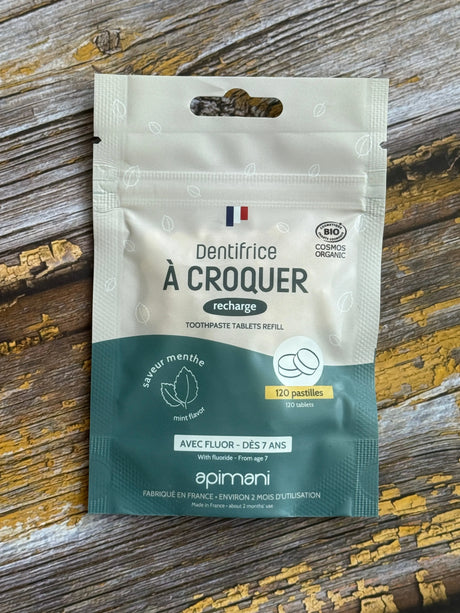 BIO
COSMOS
ORGANIC
Dentifrice
À CROQUER
recharge
TOOTHPASTE TABLETS REFILL
saveur menthe
mint flavor
120 pastilles
120 tablets
AVEC FLUOR - DÈS 7 ANS
With fluoride - From age 7
apimani
FABRIQUÉ EN FRANCE • ENVIRON 2 MOIS D'UTILISATION
Made in France - about 2 months' use